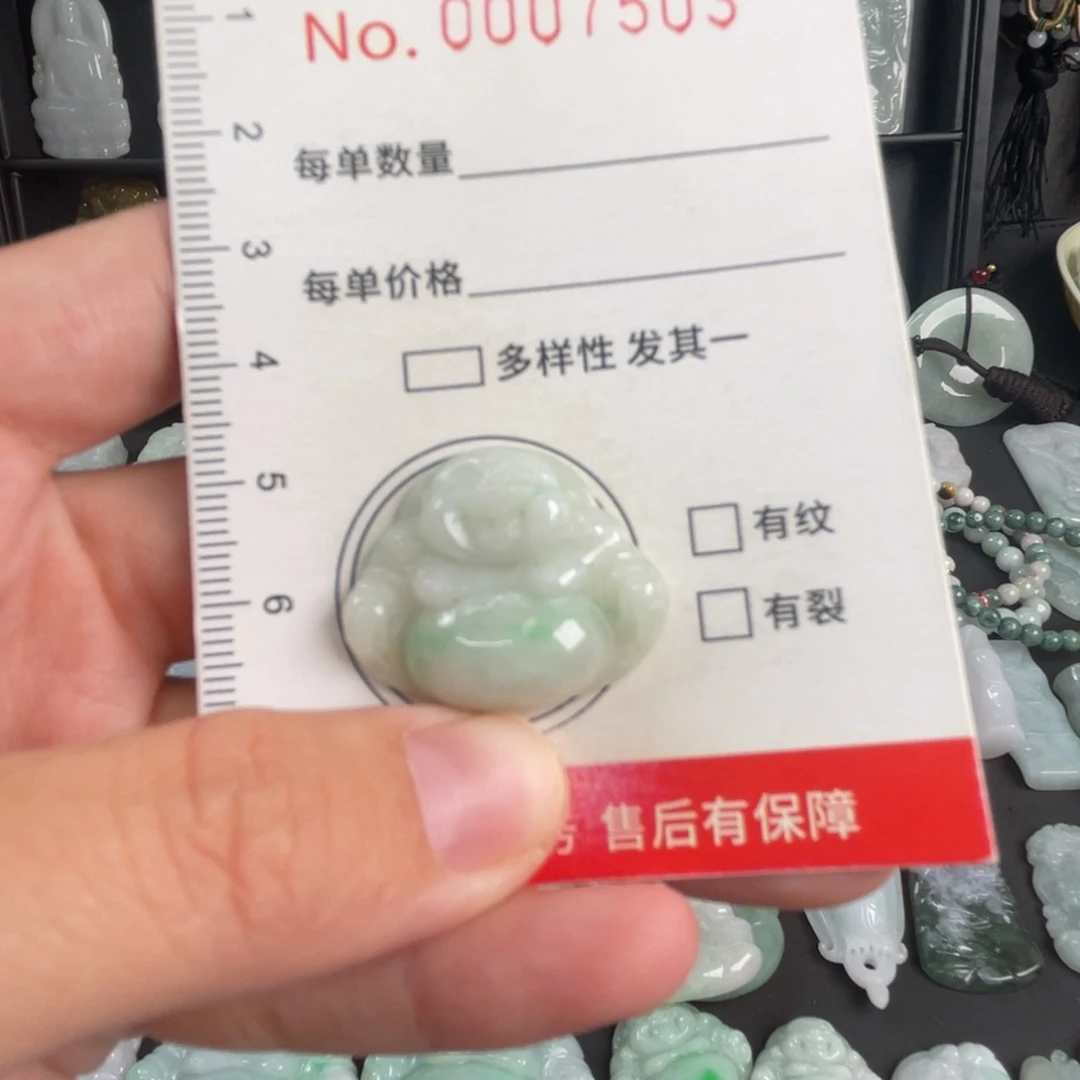 1
No. 0007503
2
每单数量
3
每单价格
4
多样性 发其一
5
有纹
6
有裂
售后有保障